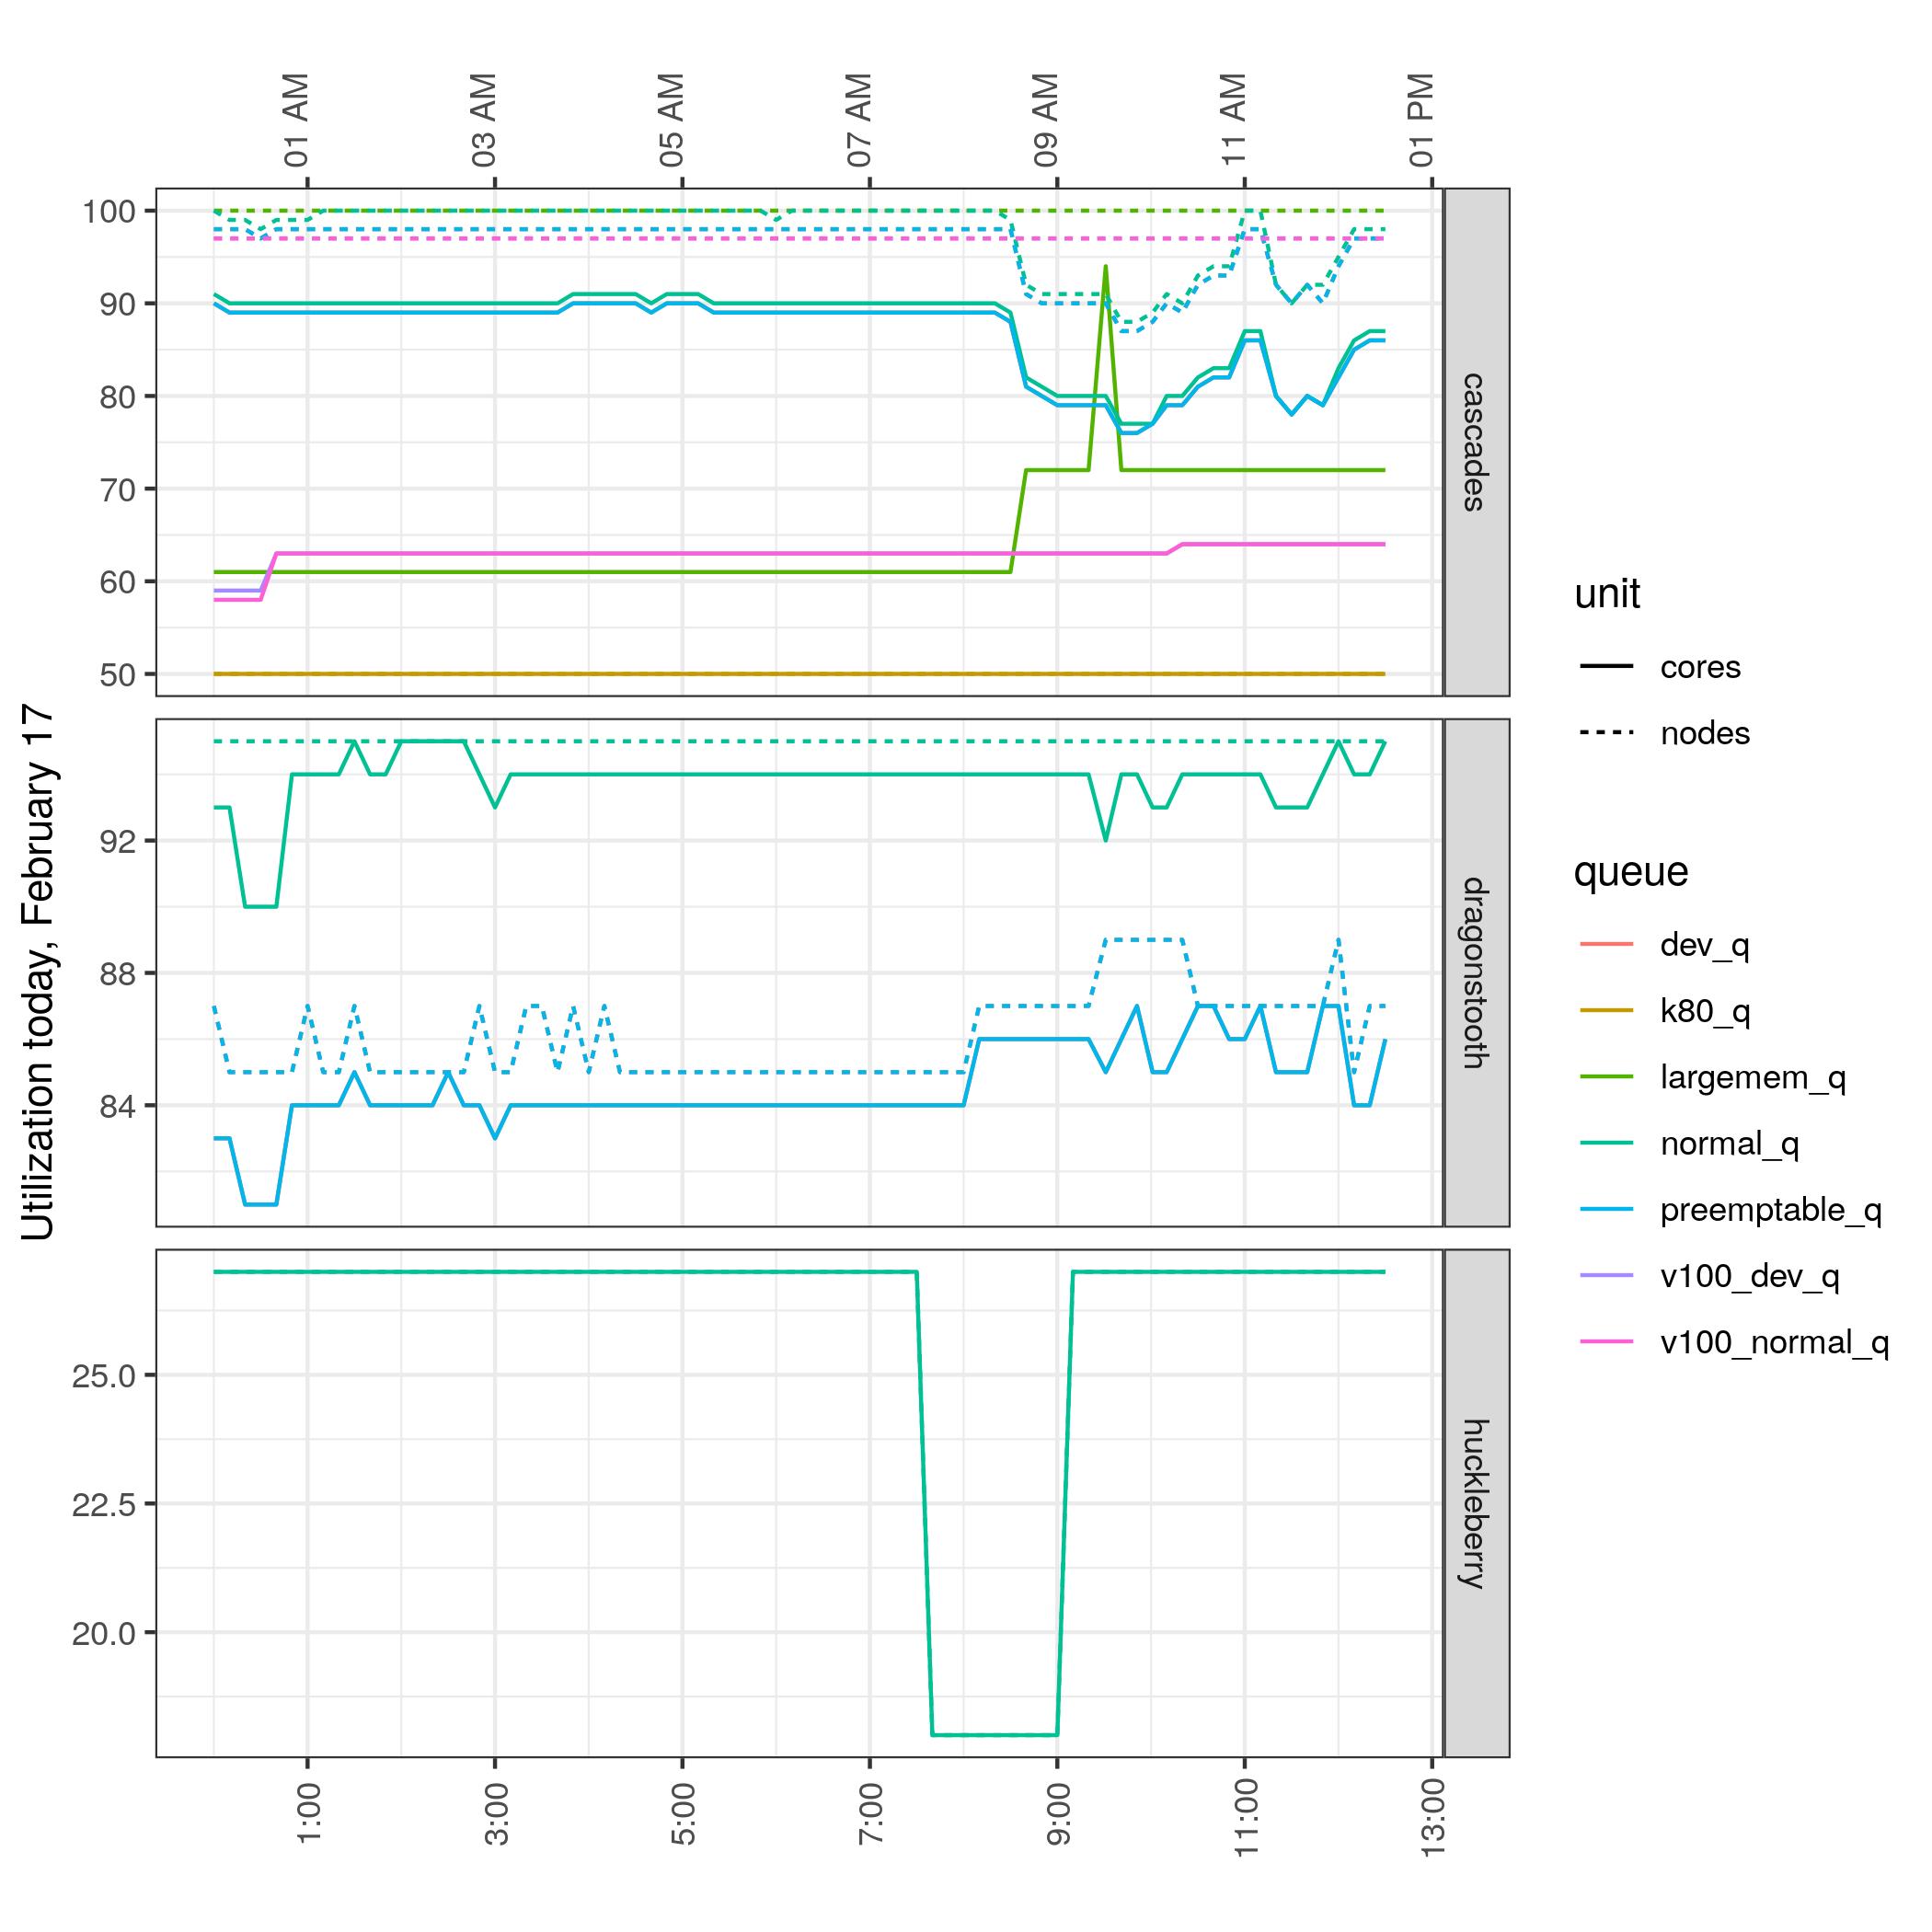 01 AM
03 AM
05 AM
07 AM
09 AM
11 AM
01 PM
Utilization today, February 17
100
90
80
70
60
50
cascades
92
88
84
dragonstooth
25.0
22.5
20.0
huckleberry
1:00
3:00
5:00
7:00
9:00
11:00
13:00
unit
cores
nodes
queue
dev_q
k80_q
largemem_q
normal_q
preemptable_q
v100_dev_q
v100_normal_q